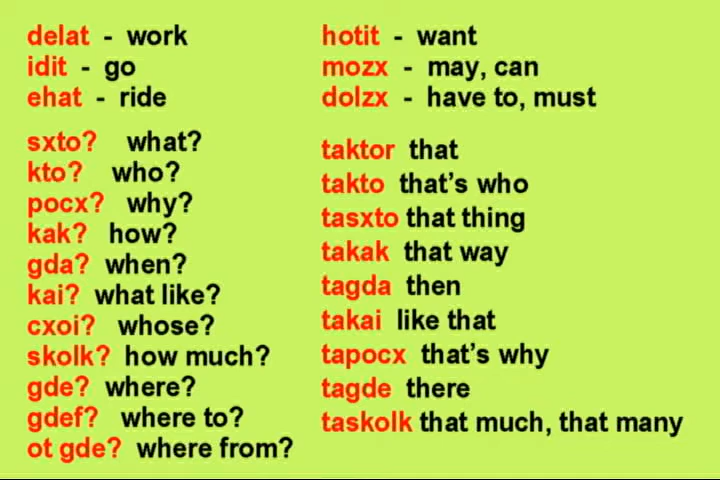 delat - work
idit - go
ehat - ride
sxto? what?
kto? who?
pocx? why?
kak? how?
gda? when?
kai? what like?
cxoi? whose?
skolk? how much?
gde? where?
gdef? where to?
ot gde? where from?
hotit - want
mozx - may, can
dolzx - have to, must
taktor that
takto that's who
tasxto that thing
takak that way
tagda then
takai like that
tapocx that's why
tagde there
taskolk that much, that many